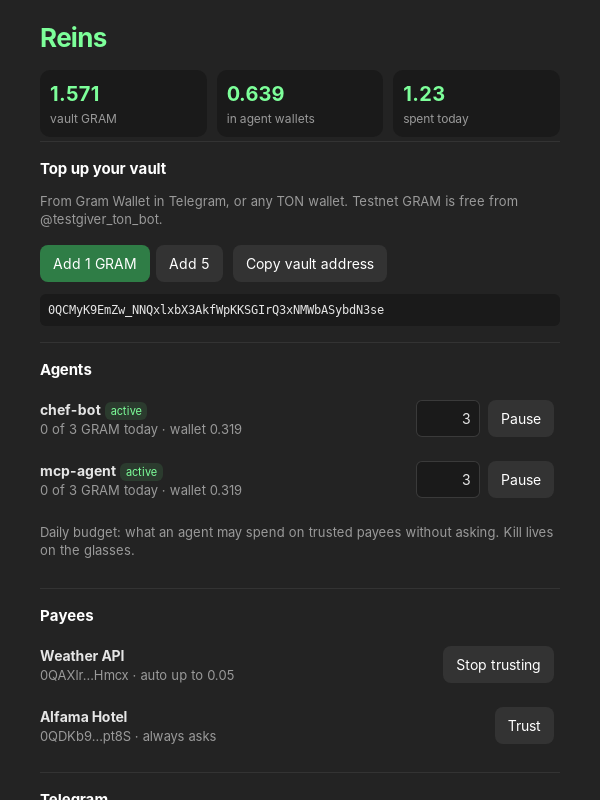 Reins
1.571
vault GRAM
0.639
in agent wallets
1.23
spent today
Top up your vault
From Gram Wallet in Telegram, or any TON wallet. Testnet GRAM is free from
@testgiver_ton_bot.
Add 1 GRAM
Add 5
Copy vault address
0QCMyK9EmZw_NNQxlxbX3AkfWpKKSGIrQ3xNMWbASybdN3se
Agents
chef-bot active
0 of 3 GRAM today · wallet 0.319
3
Pause
mcp-agent active
0 of 3 GRAM today · wallet 0.319
3
Pause
Daily budget: what an agent may spend on trusted payees without asking. Kill lives
on the glasses.
Payees
Weather API
0QAXlr...Hmcx · auto up to 0.05
Stop trusting
Alfama Hotel
0QDKb9...pt8S · always asks
Trust
Telegram